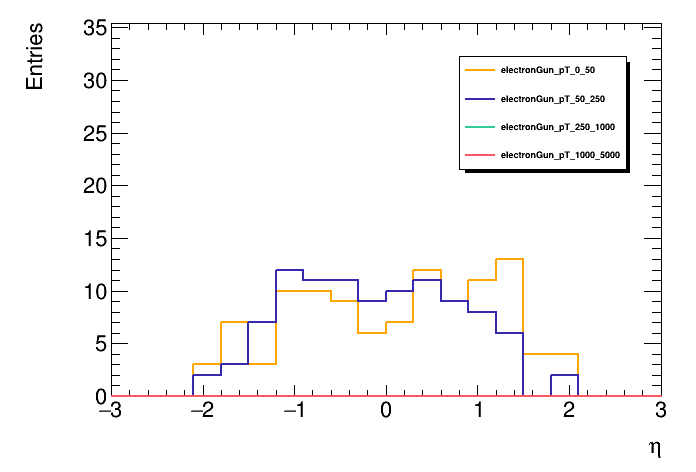 Entries
35
30
25
20
15
10
5
0
−3 −2 −1 0 1 2 3
η
electronGun_pT_0_50
electronGun_pT_50_250
electronGun_pT_250_1000
electronGun_pT_1000_5000